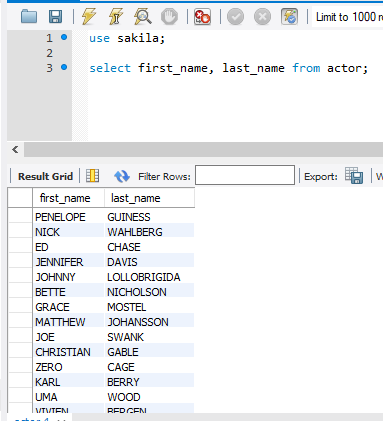 Limit to 1000 r
1 use sakila;
2
3 select first_name, last_name from actor;
Result Grid Filter Rows: Export:
first_name last_name
PENELOPE GUINESS
NICK WAHLBERG
ED CHASE
JENNIFER DAVIS
JOHNNY LOLLOBRIGIDA
BETTE NICHOLSON
GRACE MOSTEL
MATTHEW JOHANSSON
JOE SWANK
CHRISTIAN GABLE
ZERO CAGE
KARL BERRY
UMA WOOD
VIVIEN BERGEN